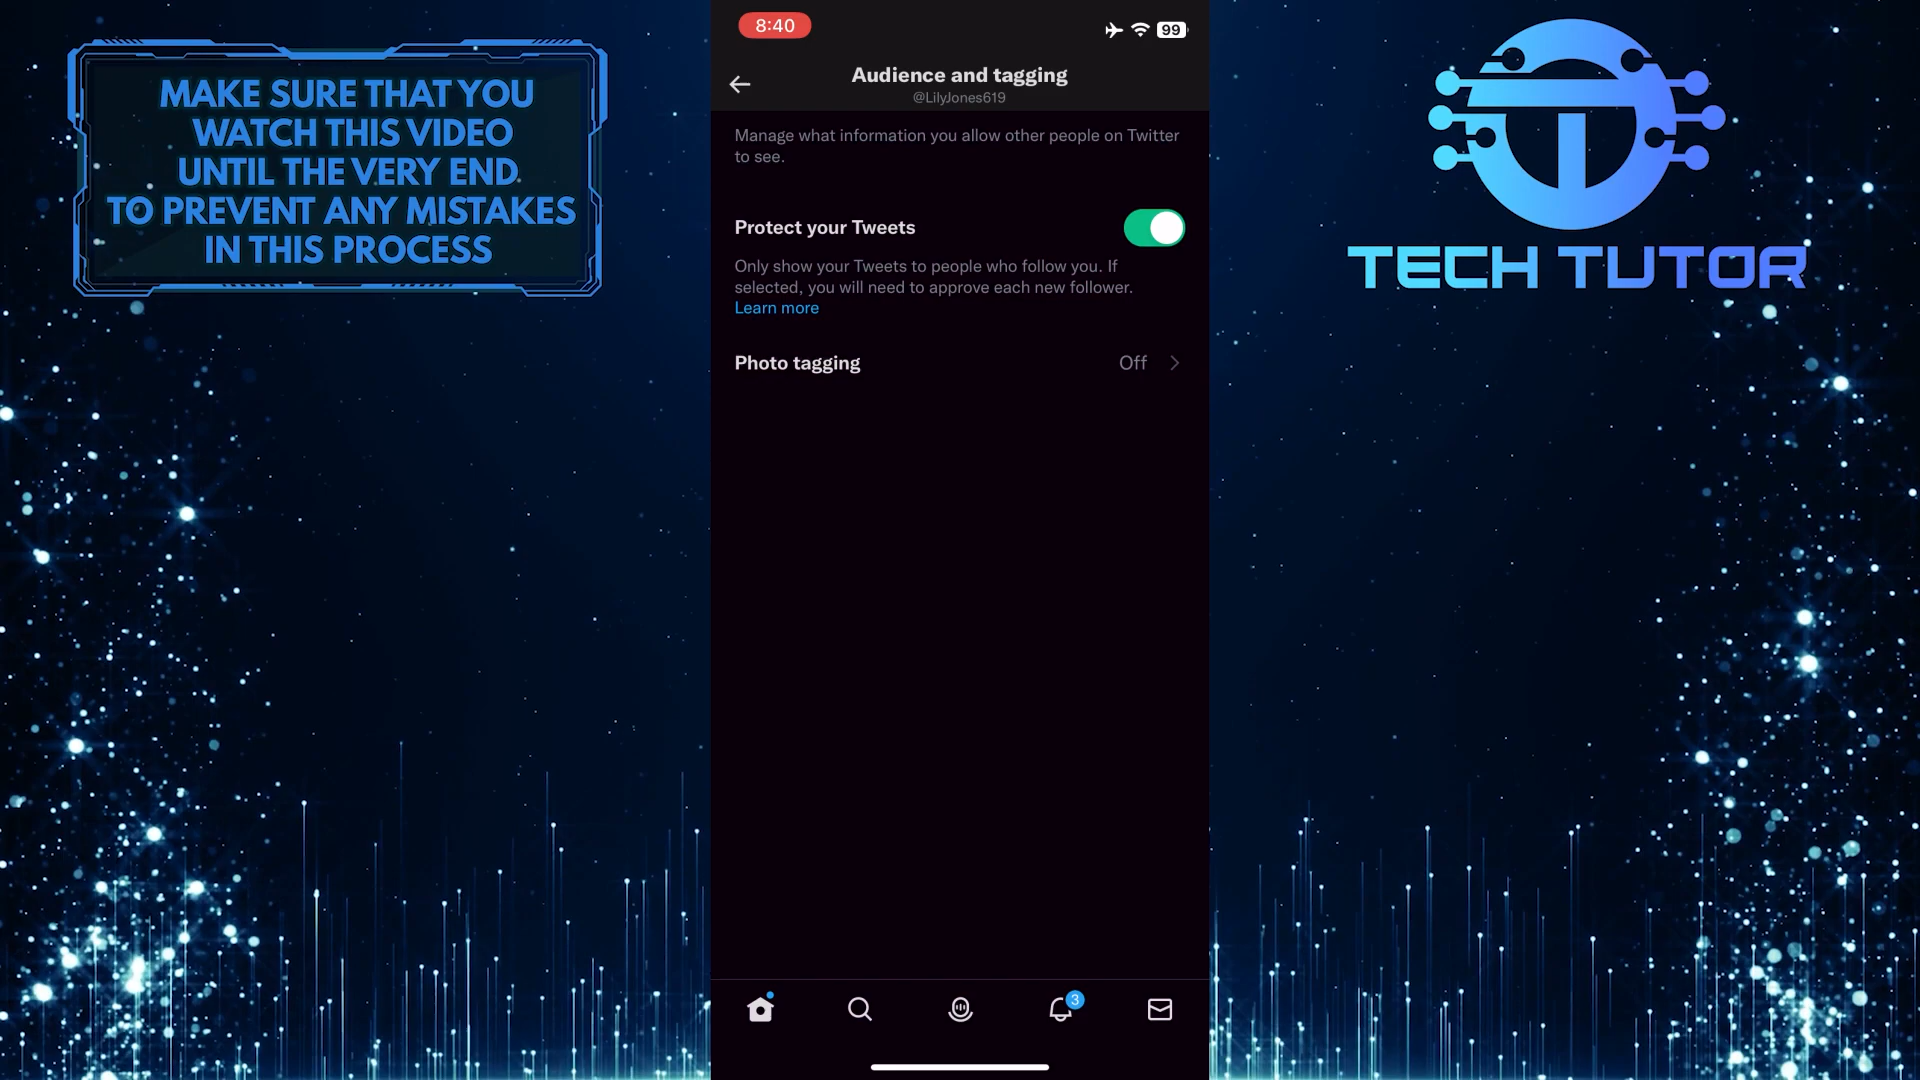 MAKE SURE THAT YOU
WATCH THIS VIDEO
UNTIL THE VERY END
TO PREVENT ANY MISTAKES
IN THIS PROCESS
8:40
99
Audience and tagging
@LilyJones619
Manage what information you allow other people on Twitter
to see.
Protect your Tweets
Only show your Tweets to people who follow you. If
selected, you will need to approve each new follower.
Learn more
Photo tagging Off
3
TECH TUTOR